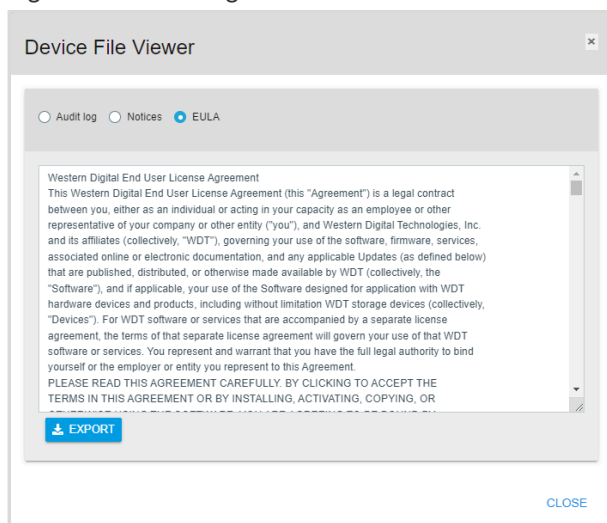 Device File Viewer
×
Audit log Notices EULA
Western Digital End User License Agreement
This Western Digital End User License Agreement (this "Agreement") is a legal contract
between you, either as an individual or acting in your capacity as an employee or other
representative of your company or other entity ("you"), and Western Digital Technologies, Inc.
and its affiliates (collectively, "WDT"), governing your use of the software, firmware, services,
associated online or electronic documentation, and any applicable Updates (as defined below)
that are published, distributed, or otherwise made available by WDT (collectively, the
"Software"), and if applicable, your use of the Software designed for application with WDT
hardware devices and products, including without limitation WDT storage devices (collectively,
"Devices"). For WDT software or services that are accompanied by a separate license
agreement, the terms of that separate license agreement will govern your use of that WDT
software or services. You represent and warrant that you have the full legal authority to bind
yourself or the employer or entity you represent to this Agreement.
PLEASE READ THIS AGREEMENT CAREFULLY. BY CLICKING TO ACCEPT THE
TERMS IN THIS AGREEMENT OR BY INSTALLING, ACTIVATING, COPYING, OR
EXPORT
CLOSE